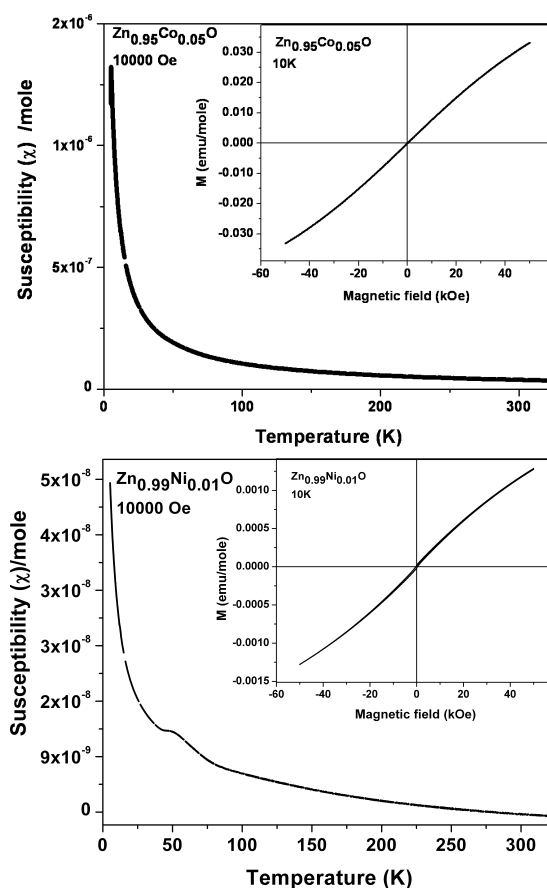 2x10⁻⁶
Zn₀.₉₅Co₀.₀₅O
10000 Oe
1x10⁻⁶
5x10⁻⁷
0
Susceptibility (χ) /mole
0 100 200 300
Temperature (K)
Zn₀.₉₅Co₀.₀₅O
10K
0.030
0.020
0.010
0.000
-0.010
-0.020
-0.030
M (emu/mole)
-60 -40 -20 0 20 40
Magnetic field (kOe)
Zn₀.₉₉Ni₀.₀₁O
10000 Oe
5x10⁻⁸
4x10⁻⁸
3x10⁻⁸
3x10⁻⁸
2x10⁻⁸
9x10⁻⁹
0
Susceptibility (χ)/mole
0 50 100 150 200 250 300
Temperature (K)
Zn₀.₉₉Ni₀.₀₁O
10K
0.0010
0.0005
0.0000
-0.0005
-0.0010
-0.0015
M (emu/mole)
-60 -40 -20 0 20 40
Magnetic field (kOe)